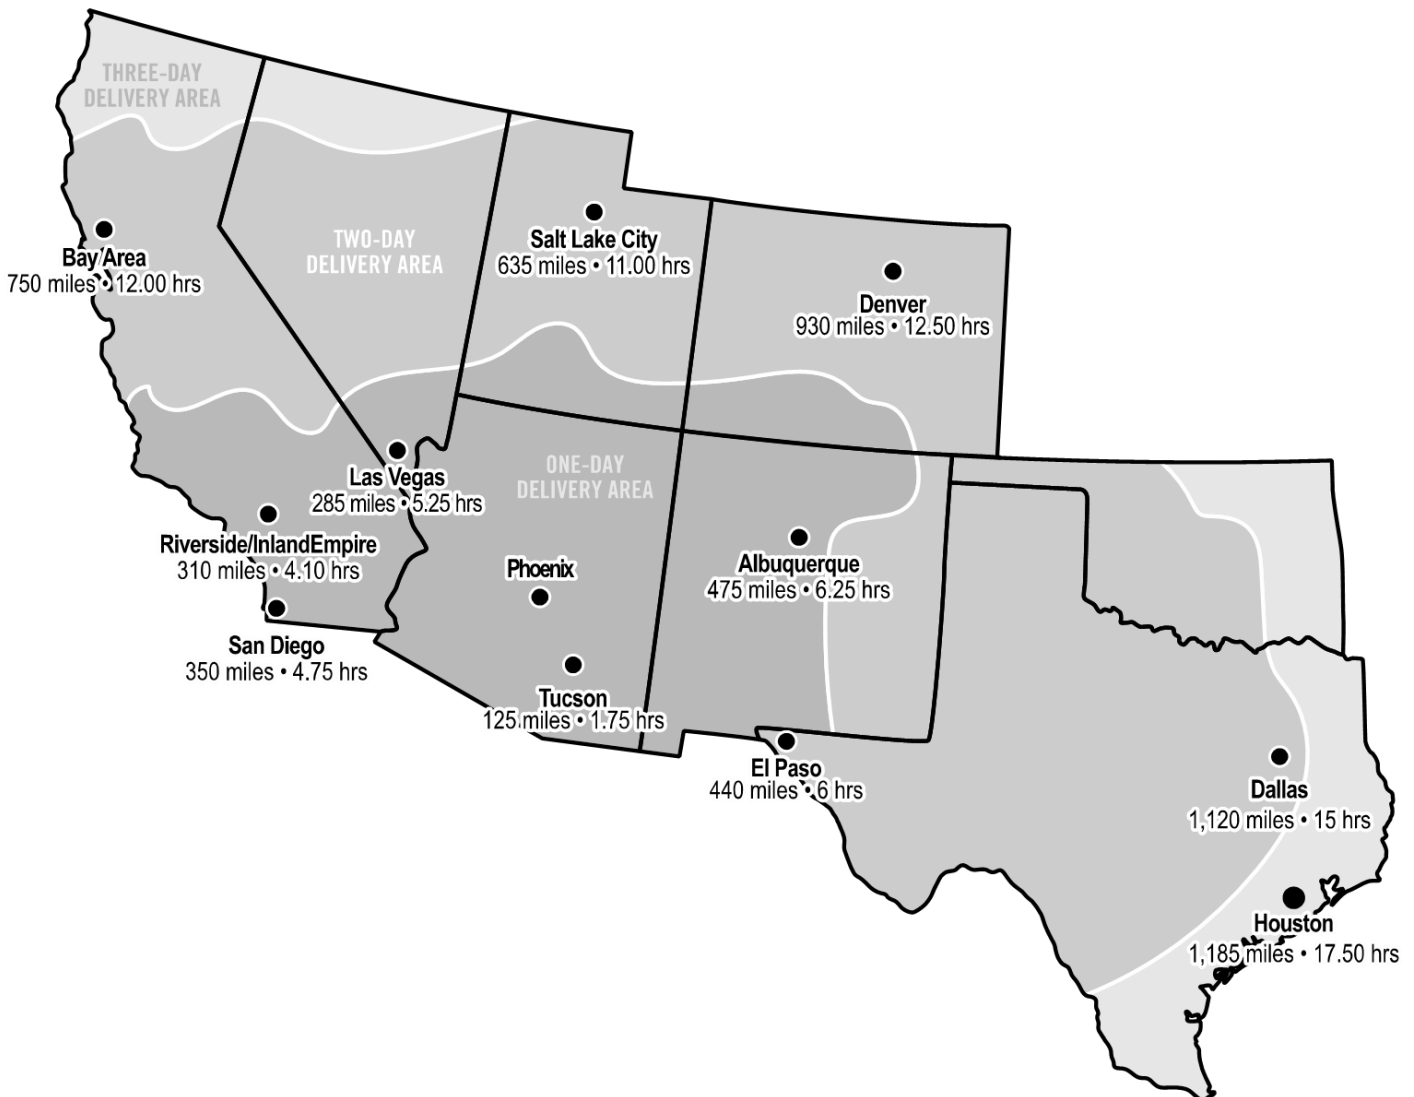 THREE-DAY
DELIVERY AREA
TWO-DAY
DELIVERY AREA
Salt Lake City
635 miles • 11.00 hrs
Bay Area
750 miles • 12.00 hrs
Denver
930 miles • 12.50 hrs
Las Vegas
285 miles • 5.25 hrs
ONE-DAY
DELIVERY AREA
Riverside/InlandEmpire
310 miles • 4.10 hrs
Phoenix
Albuquerque
475 miles • 6.25 hrs
San Diego
350 miles • 4.75 hrs
Tucson
125 miles • 1.75 hrs
El Paso
440 miles • 6 hrs
Dallas
1,120 miles • 15 hrs
Houston
1,185 miles • 17.50 hrs